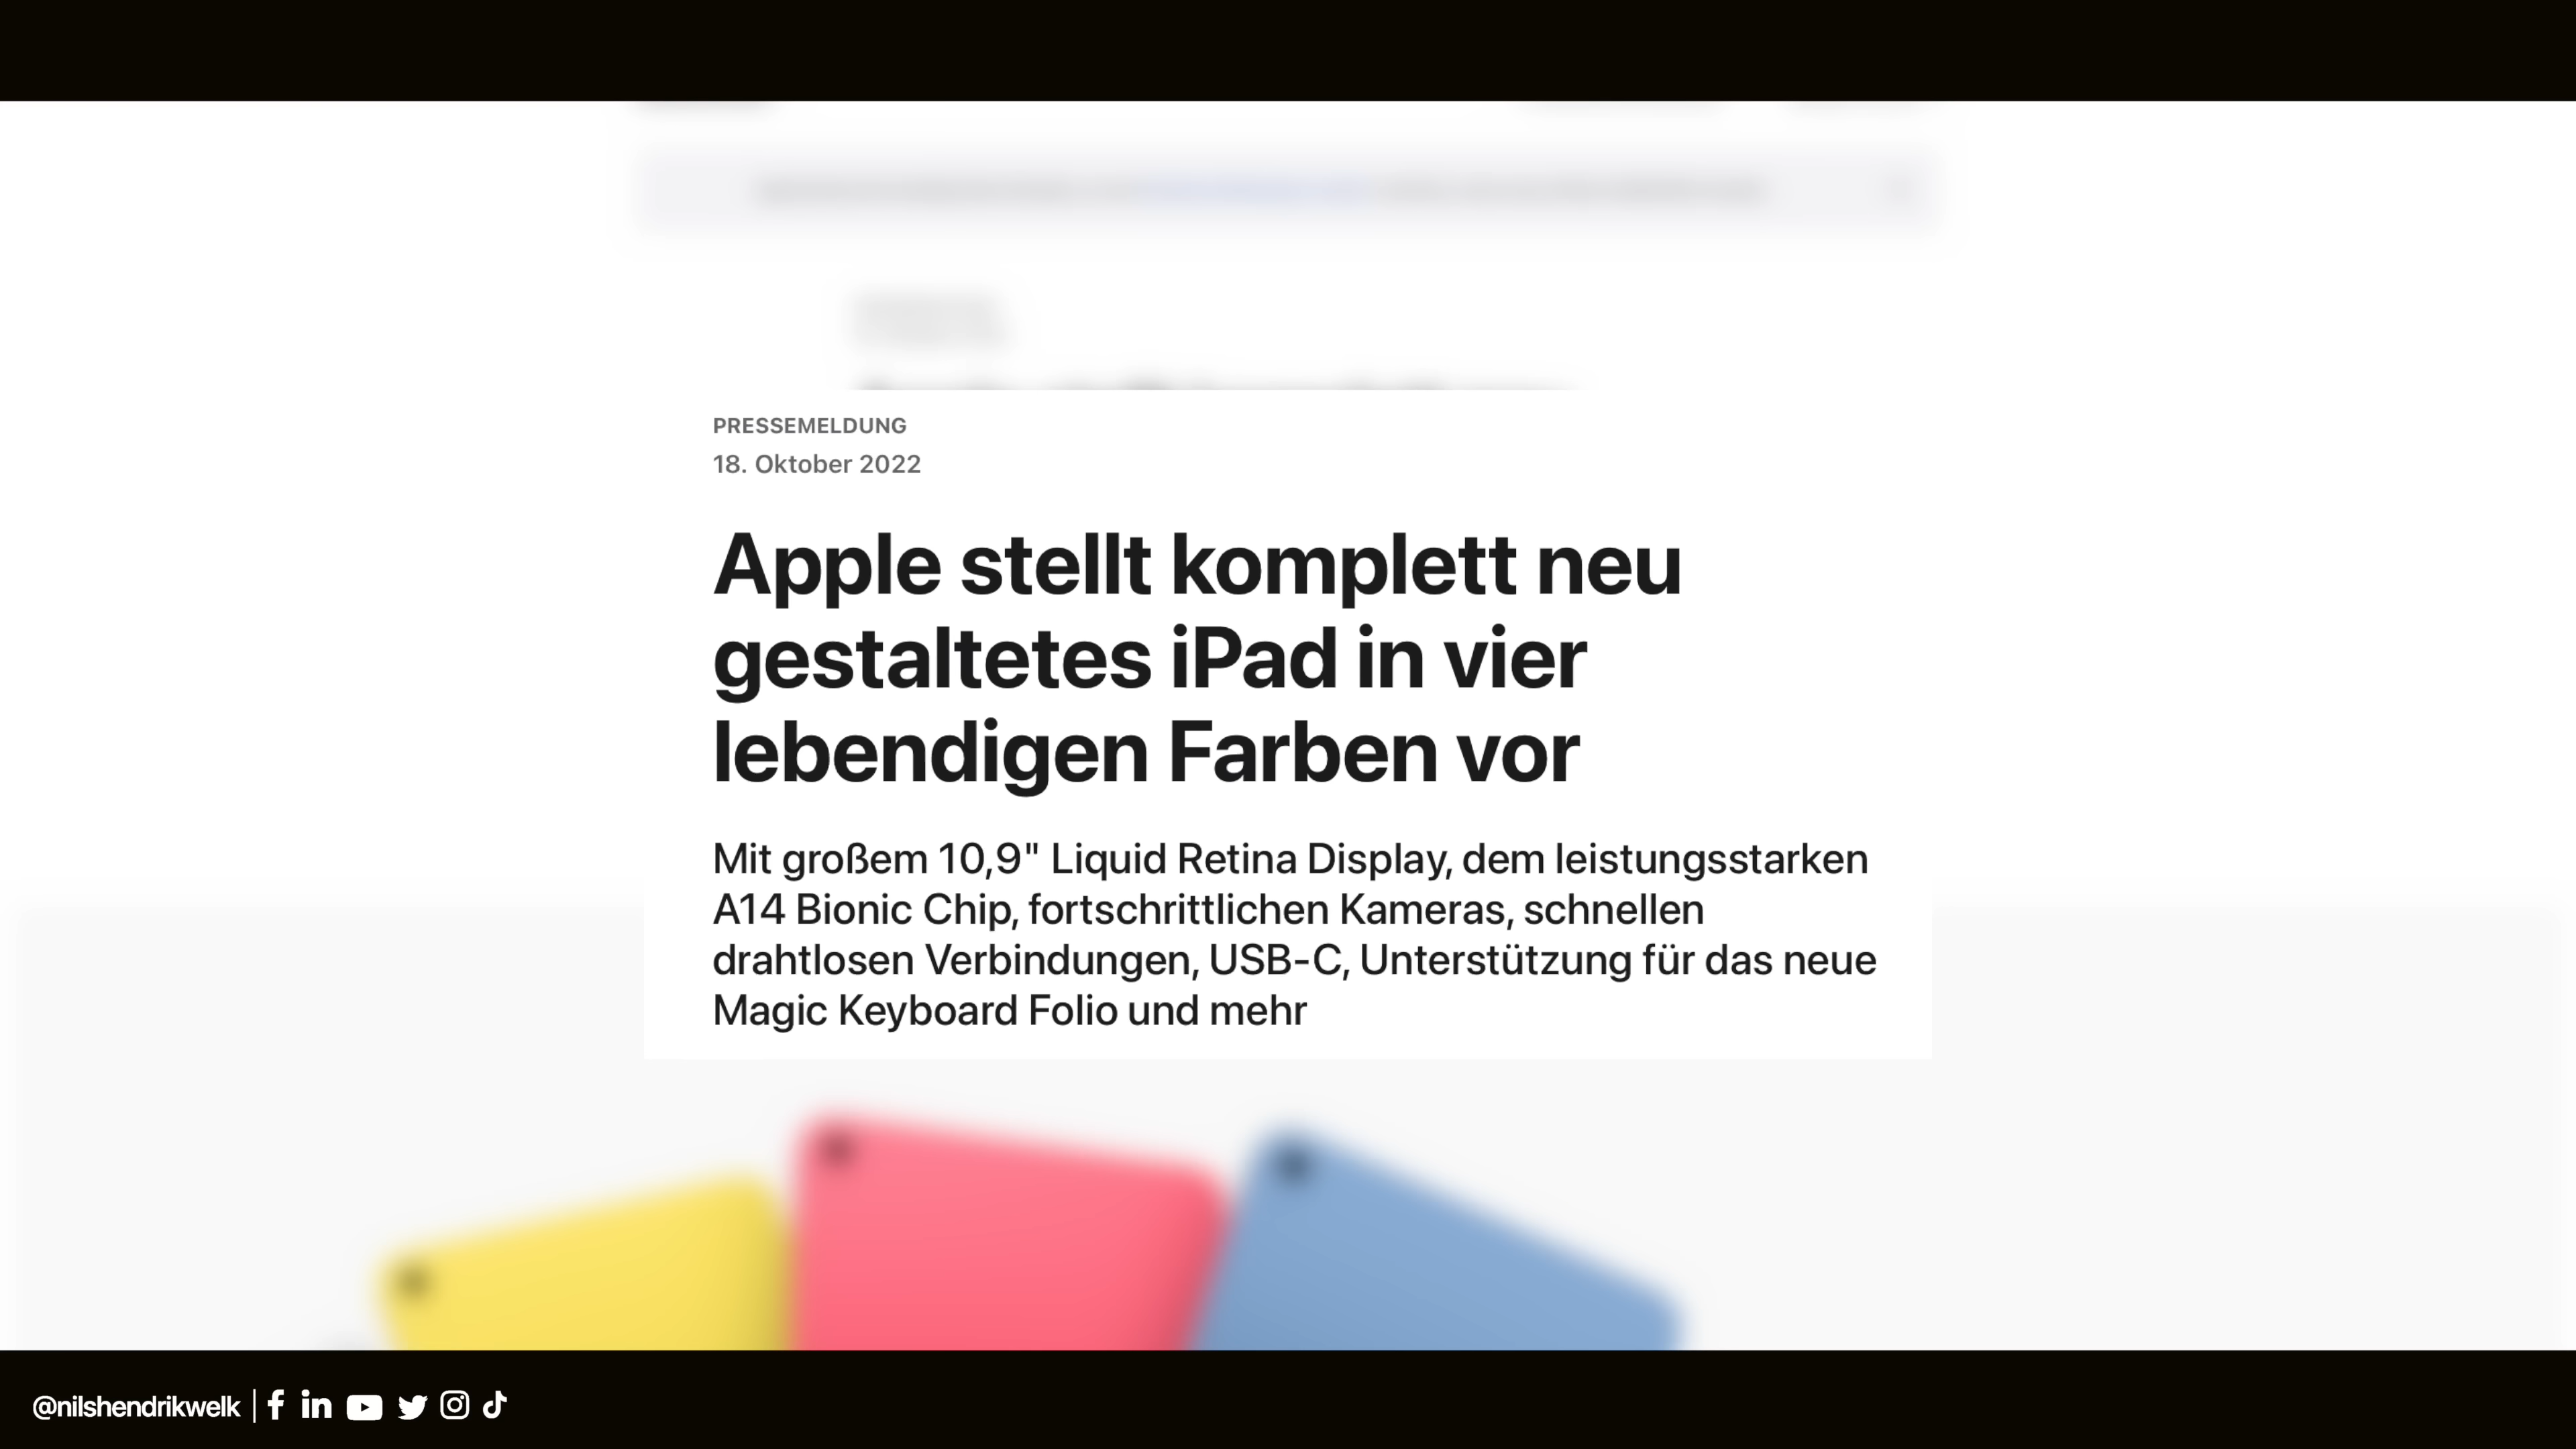 PRESSEMELDUNG
18. Oktober 2022
Apple stellt komplett neu
gestaltetes iPad in vier
lebendigen Farben vor
Mit großem 10,9" Liquid Retina Display, dem leistungsstarken
A14 Bionic Chip, fortschrittlichen Kameras, schnellen
drahtlosen Verbindungen, USB-C, Unterstützung für das neue
Magic Keyboard Folio und mehr
@nilshendrikwelk